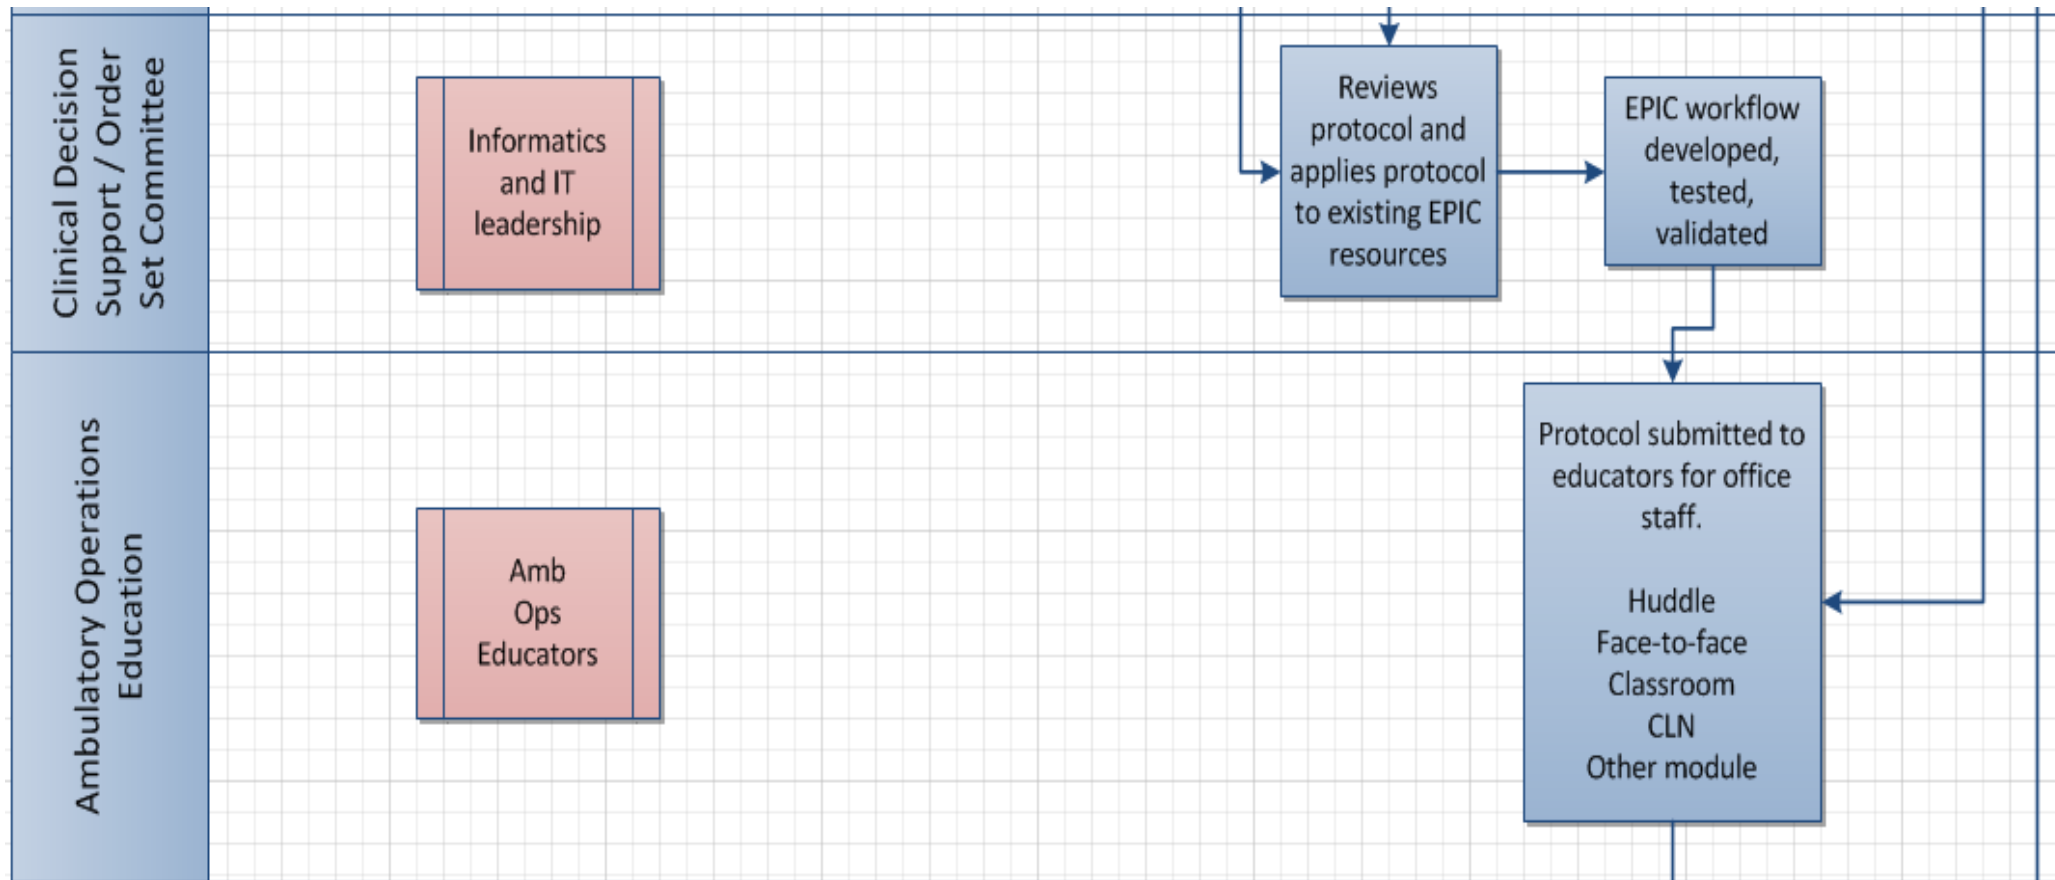 Clinical Decision
Support / Order
Set Committee
Informatics
and IT
leadership
Reviews
protocol and
applies protocol
to existing EPIC
resources
EPIC workflow
developed,
tested,
validated
Ambulatory Operations
Education
Amb
Ops
Educators
Protocol submitted to
educators for office
staff.
Huddle
Face-to-face
Classroom
CLN
Other module